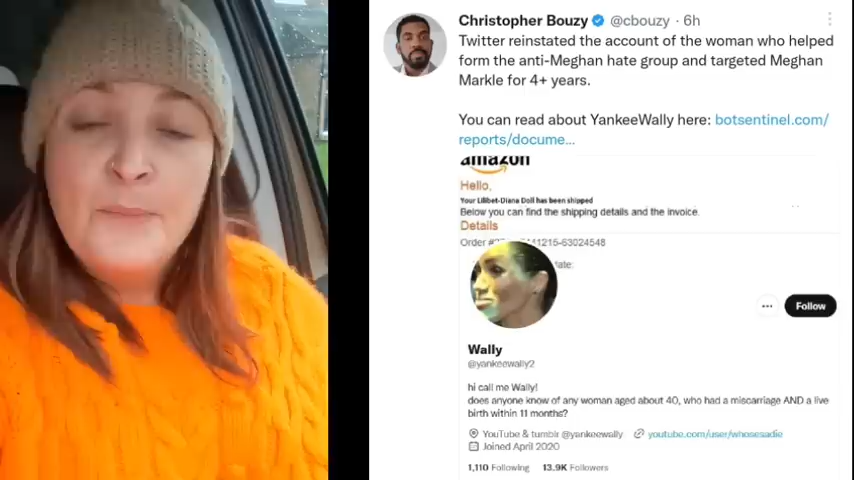 Christopher Bouzy @cbouzy · 6h
Twitter reinstated the account of the woman who helped
form the anti-Meghan hate group and targeted Meghan
Markle for 4+ years.
You can read about YankeeWally here: botsentinel.com/
reports/docume...
amazon
Hello,
Your Lilibet-Diana Doll has been shipped
Below you can find the shipping details and the invoice.
Details
Order
1215-63024548
Follow
Wally
@yankeewally2
hi call me Wally!
does anyone know of any woman aged about 40, who had a miscarriage AND a live
birth within 11 months?
YouTube & tumblr @yankeewally youtube.com/user/whosesadie
Joined April 2020
1,110 Following 13.9K Followers